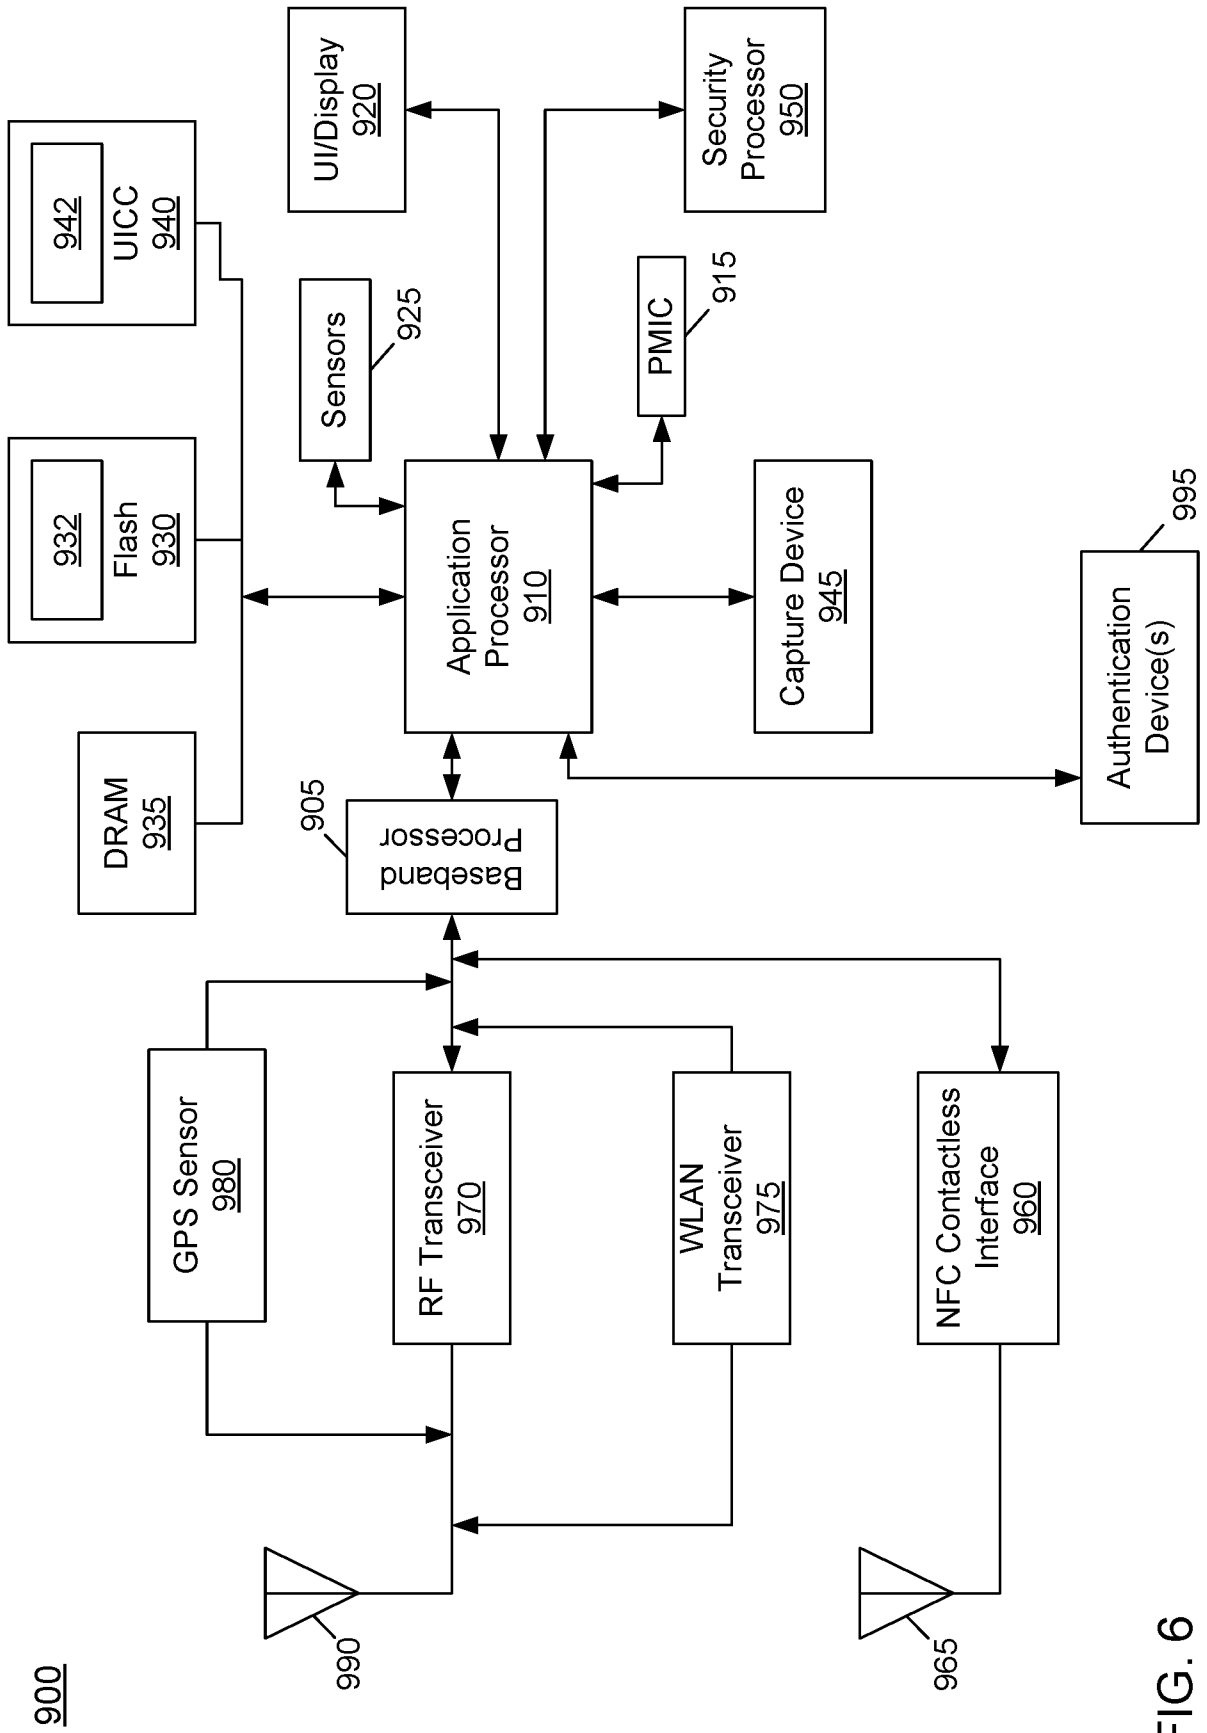 900
990
965
GPS Sensor
980
RF Transceiver
970
WLAN
Transceiver
975
NFC Contactless
Interface
960
905
Baseband
Processor
DRAM
935
932
Flash
930
942
UICC
940
Application
Processor
910
Sensors
925
UI/Display
920
Security
Processor
950
PMIC
915
Capture Device
945
Authentication
Device(s)
995
FIG. 6